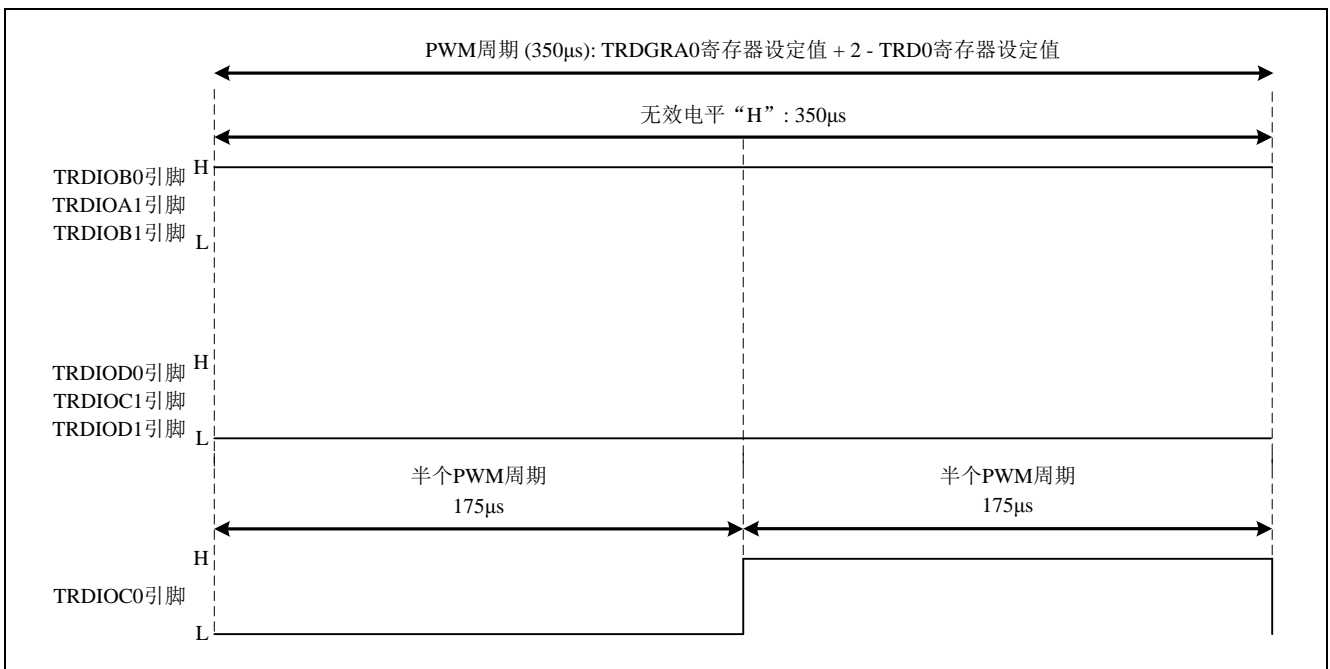 PWM周期 (350μs): TRDGRA0寄存器设定值 + 2 - TRD0寄存器设定值
无效电平“H”: 350μs
H
TRDIOB0引脚
TRDIOA1引脚
TRDIOB1引脚
L
H
TRDIOD0引脚
TRDIOC1引脚
TRDIOD1引脚
L
半个PWM周期
175μs
半个PWM周期
175μs
H
TRDIOC0引脚
L